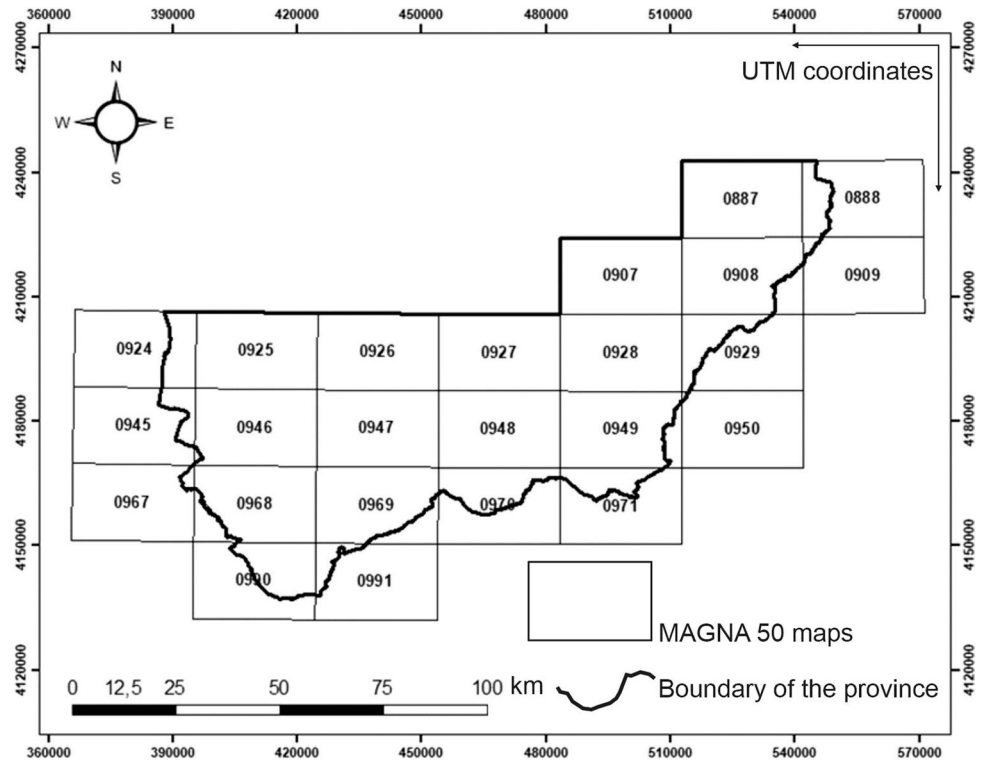 360000 390000 420000 450000 480000 510000 540000 570000
4270000 4270000
UTM coordinates
N
W E
S
4240000 4240000
0887 0888
0907 0908 0909
4210000 4210000
0924 0925 0926 0927 0928 0929
4180000 4180000
0945 0946 0947 0948 0949 0950
0967 0968 0969 0970 0971
4150000 4150000
0990 0991
MAGNA 50 maps
4120000 4120000
0 12,5 25 50 75 100 km
Boundary of the province
360000 390000 420000 450000 480000 510000 540000 570000